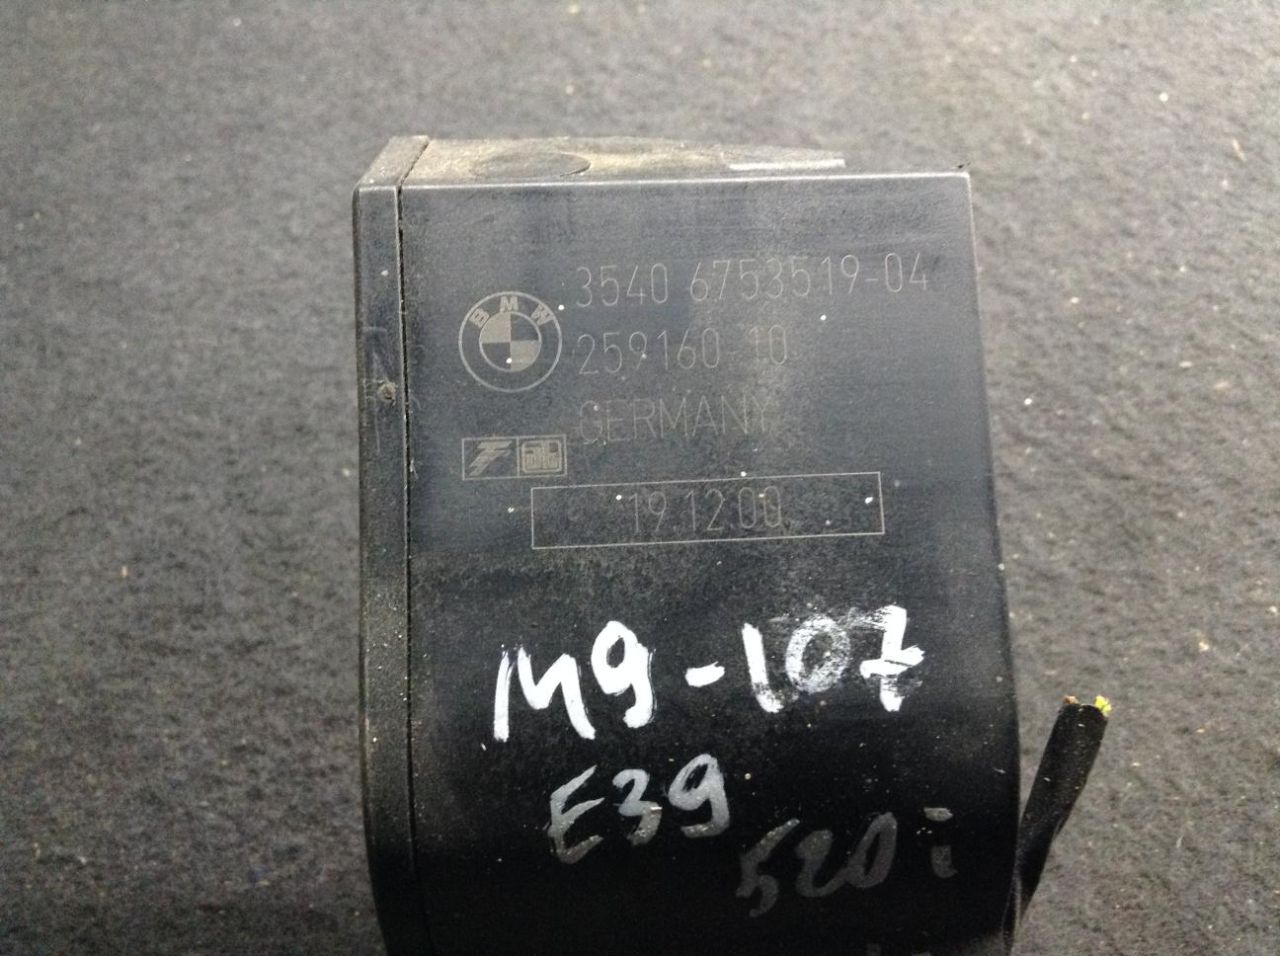 3540 6753519-04
BMW
259160 10
GERMANY
19.12.00
M9-107
E39
520i